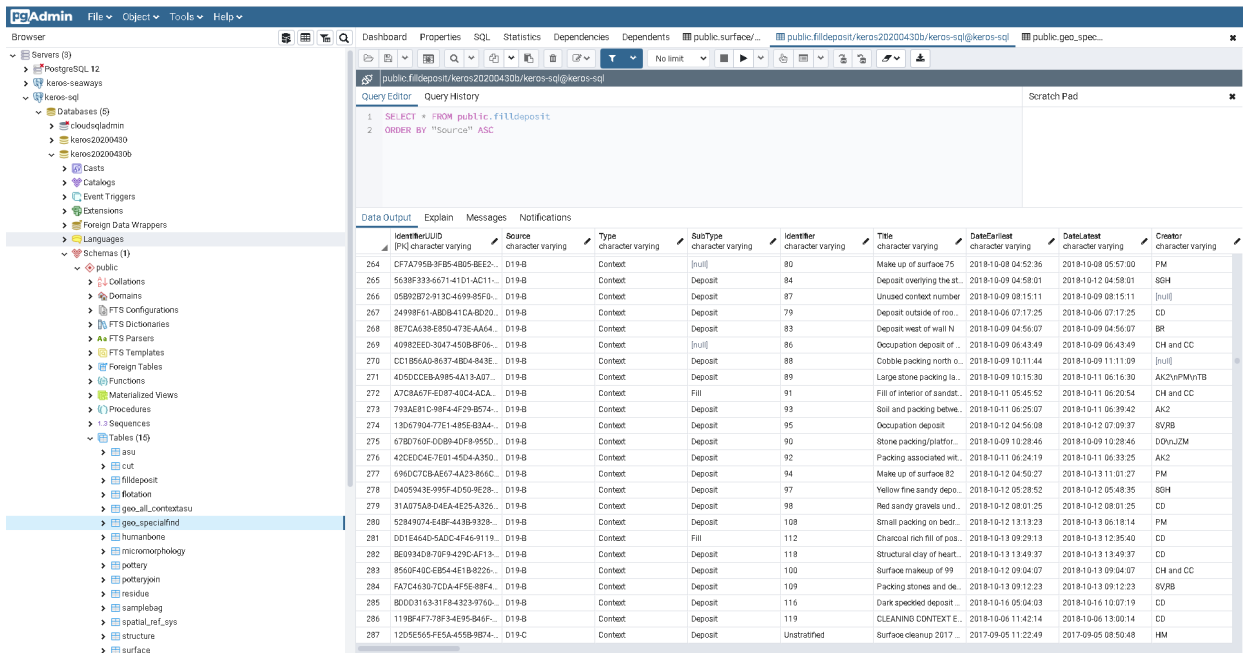 pgAdmin File Object Tools Help
Browser
Dashboard Properties SQL Statistics Dependencies Dependents public.surface/... public.filldeposit/keros20200430b/keros-sql@keros-sql public.geo_spec...
Servers (3)
PostgreSQL 12
keros-seaways
keros-sql
Databases (5)
cloudsqladmin
keros20200430
keros20200430b
Casts
Catalogs
Event Triggers
Extensions
Foreign Data Wrappers
Languages
Schemas (1)
public
Collations
Domains
FTS Configurations
FTS Dictionaries
Aa FTS Parsers
FTS Templates
Foreign Tables
Functions
Materialized Views
Procedures
1..3 Sequences
Tables (15)
asu
cut
filldeposit
flotation
geo_all_contextasu
geo_specialfind
humanbone
micromorphology
pottery
potteryjoin
residue
samplebag
spatial_ref_sys
structure
surface
No limit
public.filldeposit/keros20200430b/keros-sql@keros-sql
Query Editor Query History
Scratch Pad
1 SELECT * FROM public.filldeposit
2 ORDER BY "Source" ASC
Data Output Explain Messages Notifications
IdentifierUUID Source Type SubType Identifier Title DateEarliest DateLatest Creator
[PK] character varying character varying character varying character varying character varying character varying character varying character varying character varying
264 CF7A795B-3FB5-4B05-BEE2-... D19-B Context [null] 80 Make up of surface 75 2018-10-08 04:52:36 2018-10-08 05:57:00 PM
265 5638F333-6671-41D1-AC11-... D19-B Context Deposit 84 Deposit overlying the st... 2018-10-09 04:58:01 2018-10-12 04:58:01 SGH
266 05B92B72-913C-4699-85F0-... D19-B Context Deposit 87 Unused context number 2018-10-09 08:15:11 2018-10-09 08:15:11 [null]
267 24998F61-AB0B-41CA-BD20... D19-B Context Deposit 79 Deposit outside of roo... 2018-10-06 07:17:25 2018-10-06 07:17:25 CD
268 8E7CA638-E850-473E-AA64... D19-B Context Deposit 83 Deposit west of wall N 2018-10-09 04:56:07 2018-10-09 04:56:07 BR
269 40982EED-3047-450B-BF06-... D19-B Context [null] 86 Occupation deposit of ... 2018-10-09 06:43:49 2018-10-09 06:43:49 CH and CC
270 CC1B56A0-8637-4BD4-843E... D19-B Context Deposit 88 Cobble packing north o... 2018-10-09 10:11:44 2018-10-09 11:11:09 [null]
271 4D5DCCEB-A985-4A13-A07... D19-B Context Deposit 89 Large stone packing la... 2018-10-09 10:15:30 2018-10-11 06:16:30 AK2\nPM\nTB
272 A7C8A67F-ED87-40C4-ACA... D19-B Context Fill 91 Fill of interior of sandst... 2018-10-11 05:45:52 2018-10-11 06:20:54 CH and CC
273 793AE81C-98F4-4F29-B574-... D19-B Context Deposit 93 Soil and packing betwe... 2018-10-11 06:25:07 2018-10-11 06:39:42 AK2
274 13D67904-77E1-485E-B3A4-... D19-B Context Deposit 95 Occupation deposit 2018-10-12 04:56:08 2018-10-12 07:09:37 SV,RB
275 67BD760F-DDB9-4DF8-955D... D19-B Context Deposit 90 Stone packing/platfor... 2018-10-09 10:28:46 2018-10-09 10:28:46 DO\nJZM
276 42CEDC4E-7E01-45D4-A350... D19-B Context Deposit 92 Packing associated wit... 2018-10-11 06:24:19 2018-10-11 06:33:25 AK2
277 696DC7CB-AE67-4A23-866C... D19-B Context Deposit 94 Make up of surface 82 2018-10-12 04:50:27 2018-10-13 11:01:27 PM
278 D405943E-995F-4D50-9E28-... D19-B Context Deposit 97 Yellow fine sandy depo... 2018-10-12 05:28:52 2018-10-12 05:48:35 SGH
279 31A075A8-D4EA-4E25-A326... D19-B Context Deposit 98 Red sandy gravels und... 2018-10-12 08:01:25 2018-10-12 08:01:25 CD
280 52849074-E4BF-443B-9328-... D19-B Context Deposit 108 Small packing on bedr... 2018-10-12 13:13:23 2018-10-13 06:18:14 PM
281 DD1E464D-5ADC-4F46-9119... D19-B Context Fill 112 Charcoal rich fill of pos... 2018-10-13 09:29:13 2018-10-13 12:35:40 CD
282 BE0934D8-70F9-429C-AF13-... D19-B Context Deposit 118 Structural clay of heart... 2018-10-13 13:49:37 2018-10-13 13:49:37 CD
283 8560F40C-EB54-4E1B-8226-... D19-B Context Deposit 100 Surface makeup of 99 2018-10-12 09:04:07 2018-10-13 09:04:07 CH and CC
284 FA7C4630-7CDA-4F5E-88F4... D19-B Context Deposit 109 Packing stones and de... 2018-10-13 09:12:23 2018-10-13 09:12:23 SV,RB
285 BDDD3163-31F8-4323-9760-... D19-B Context Deposit 116 Dark speckled deposit ... 2018-10-16 05:04:03 2018-10-16 10:07:19 CD
286 119BF4F7-78F3-4E95-B46F-... D19-B Context Deposit 119 CLEANING CONTEXT E... 2018-10-06 11:42:14 2018-10-06 13:00:14 CD
287 12D5E565-FE5A-455B-9B74-... D19-C Context Deposit Unstratified Surface cleanup 2017 ... 2017-09-05 11:22:49 2017-09-05 08:50:48 HM